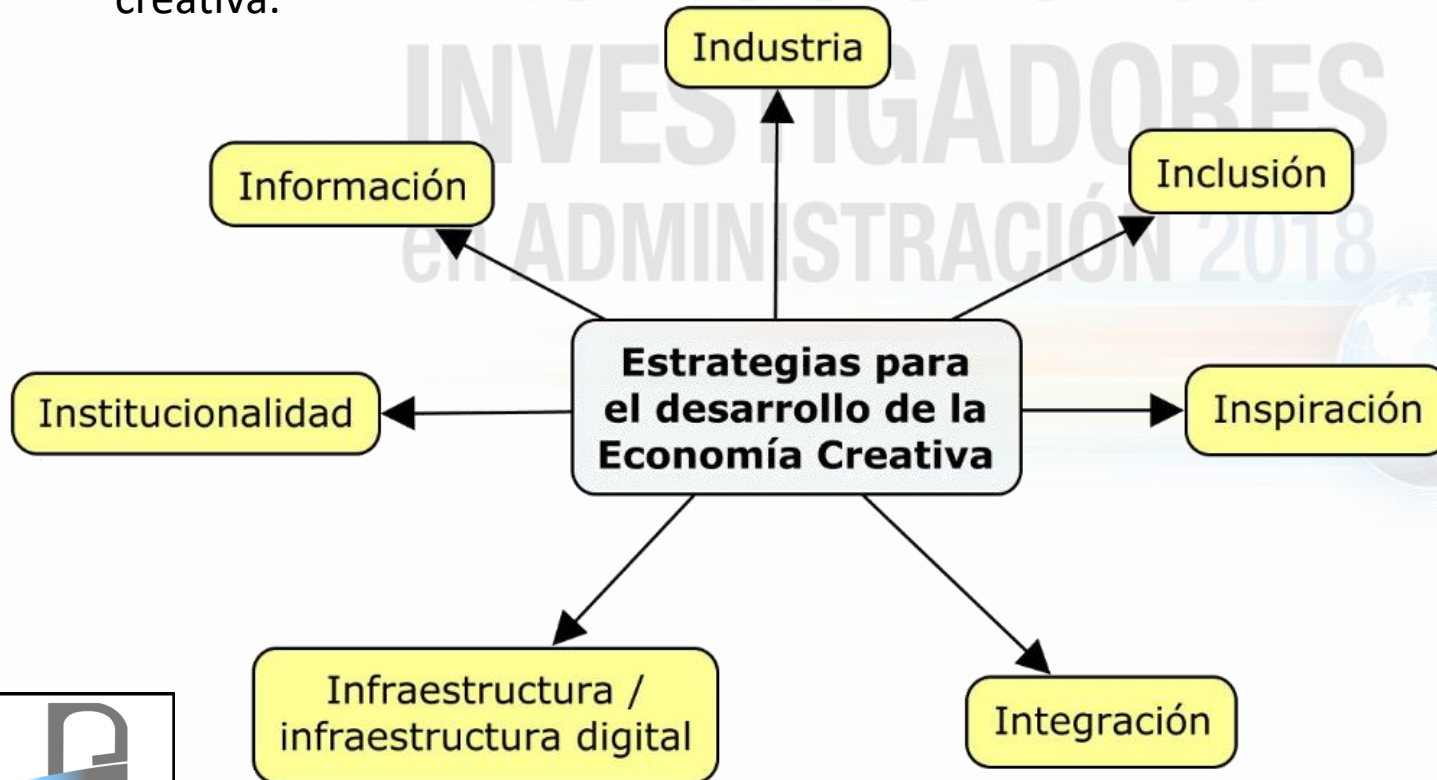 creativa.
INVESTIGADORES
en ADMINISTRACIÓN 2018
Industria
Información
Inclusión
Estrategias para
el desarrollo de la
Economía Creativa
Institucionalidad
Inspiración
Infraestructura /
infraestructura digital
Integración